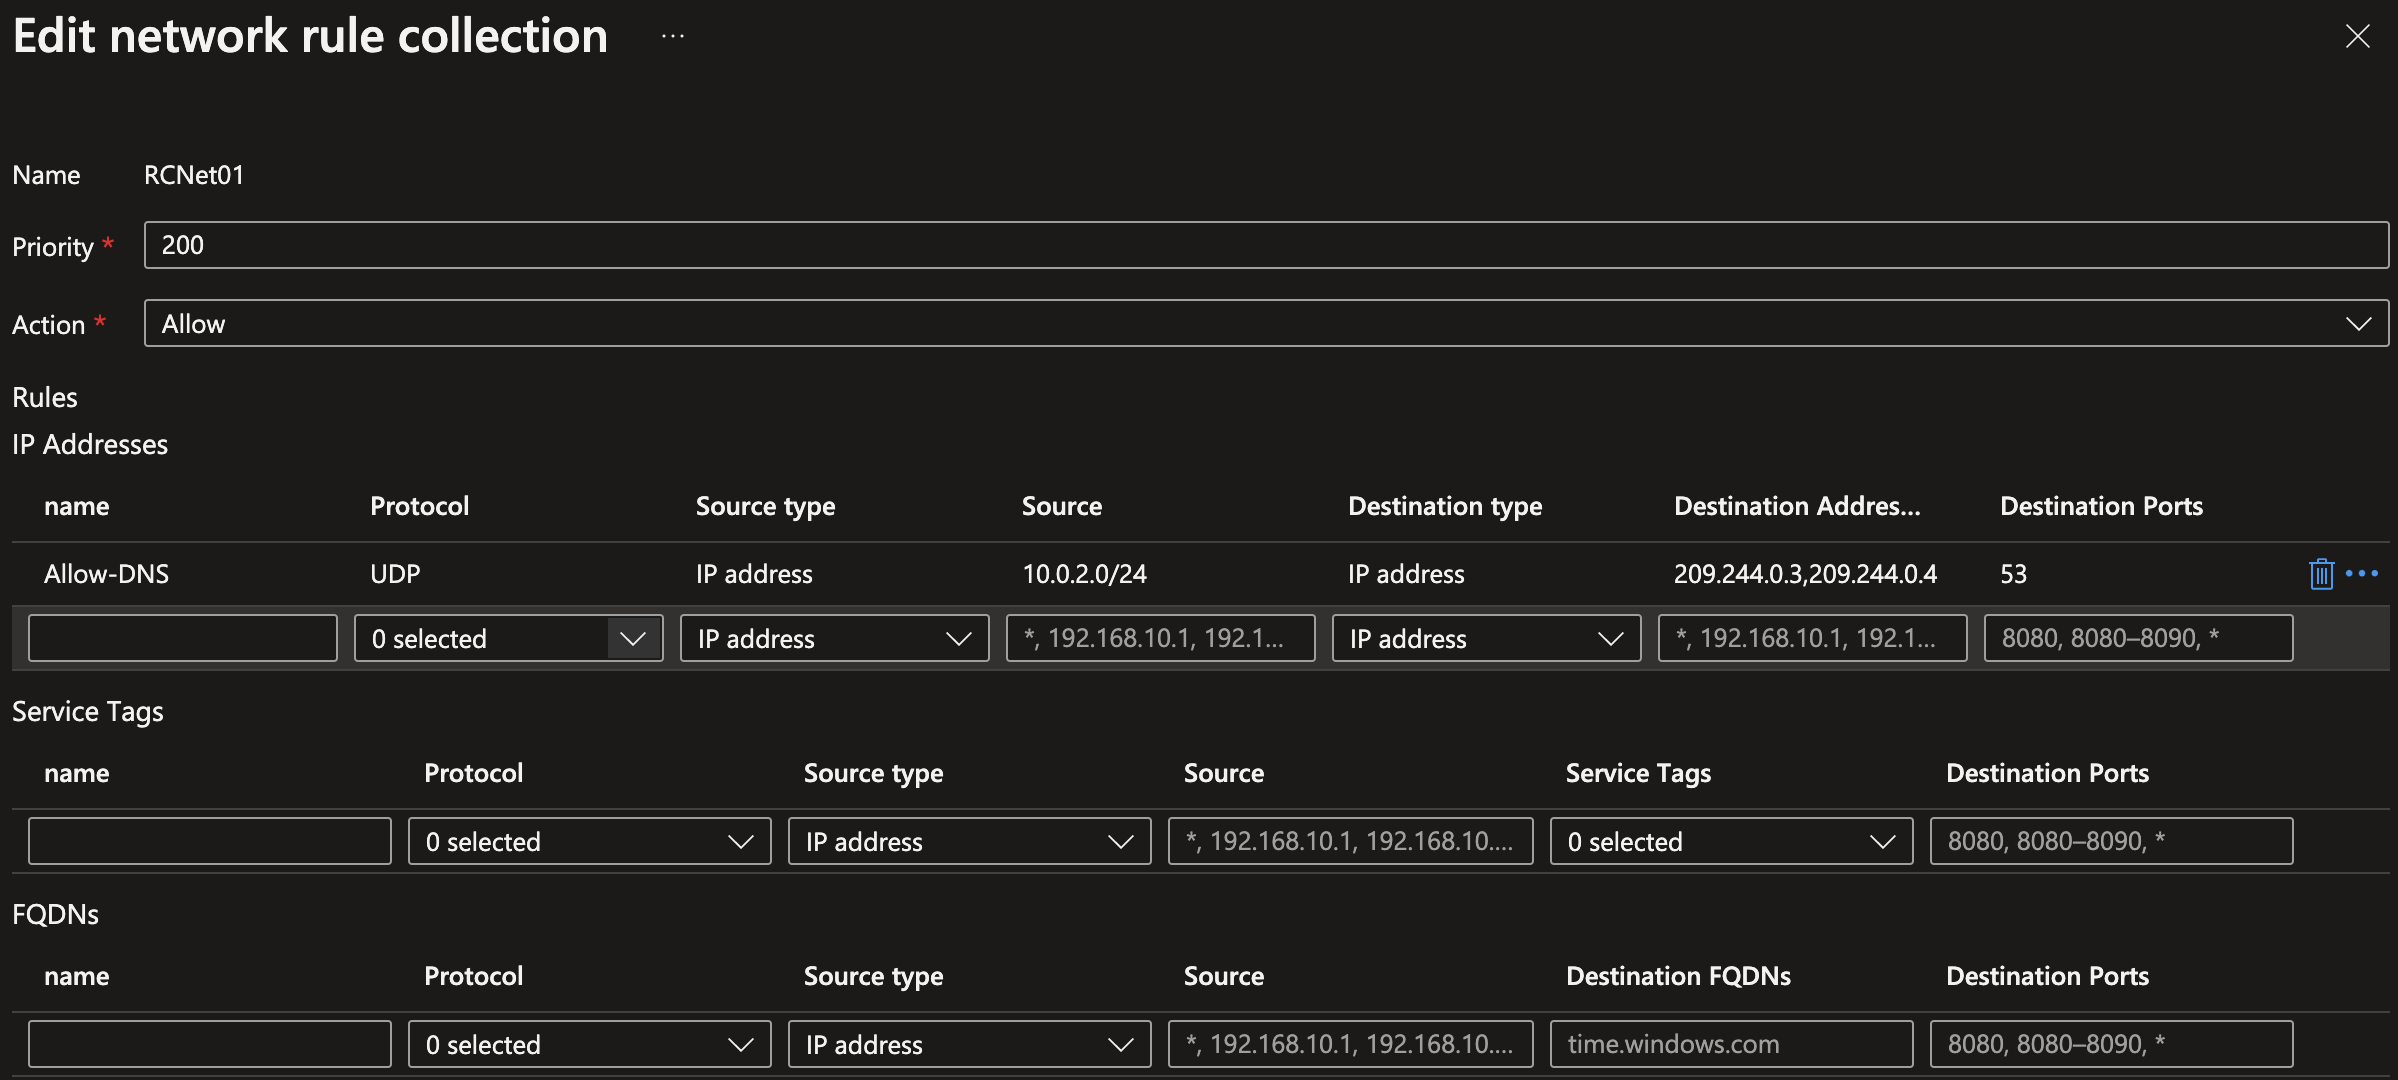 Edit network rule collection ...
Name RCNet01
Priority * 200
Action * Allow
Rules
IP Addresses
name Protocol Source type Source Destination type Destination Addres... Destination Ports
Allow-DNS UDP IP address 10.0.2.0/24 IP address 209.244.0.3,209.244.0.4 53
0 selected IP address *, 192.168.10.1, 192.1... IP address *, 192.168.10.1, 192.1... 8080, 8080–8090, *
Service Tags
name Protocol Source type Source Service Tags Destination Ports
0 selected IP address *, 192.168.10.1, 192.168.10.... 0 selected 8080, 8080–8090, *
FQDNs
name Protocol Source type Source Destination FQDNs Destination Ports
0 selected IP address *, 192.168.10.1, 192.168.10.... time.windows.com 8080, 8080–8090, *